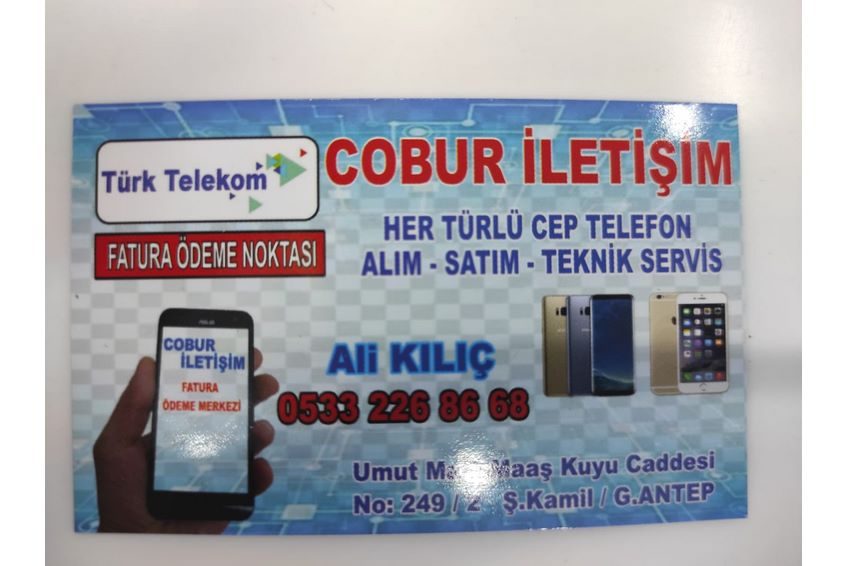 Türk Telekom
COBUR İLETİŞİM
FATURA ÖDEME NOKTASI
HER TÜRLÜ CEP TELEFON
ALIM - SATIM - TEKNİK SERVİS
COBUR
İLETİŞİM
FATURA
ÖDEME MERKEZİ
Ali KILIÇ
0533 226 86 68
Umut Maaş Kuyu Caddesi
No: 249 / 2 Ş.Kamil / G.ANTEP